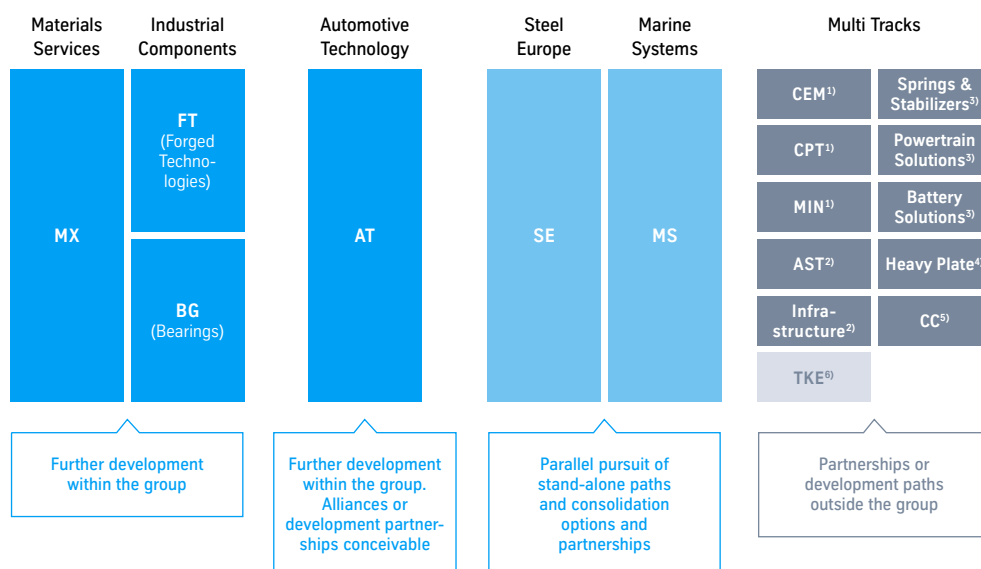 Materials
Services
Industrial
Components
Automotive
Technology
Steel
Europe
Marine
Systems
Multi Tracks
MX
FT
(Forged
Techno-
logies)
BG
(Bearings)
AT
SE
MS
CEM1)
Springs &
Stabilizers3)
CPT1)
Powertrain
Solutions3)
MIN1)
Battery
Solutions3)
AST2)
Heavy Plate4)
Infra-
structure2)
CC5)
TKE6)
Further development
within the group
Further development
within the group.
Alliances or
development partner-
ships conceivable
Parallel pursuit of
stand-alone paths
and consolidation
options and
partnerships
Partnerships or
development paths
outside the group